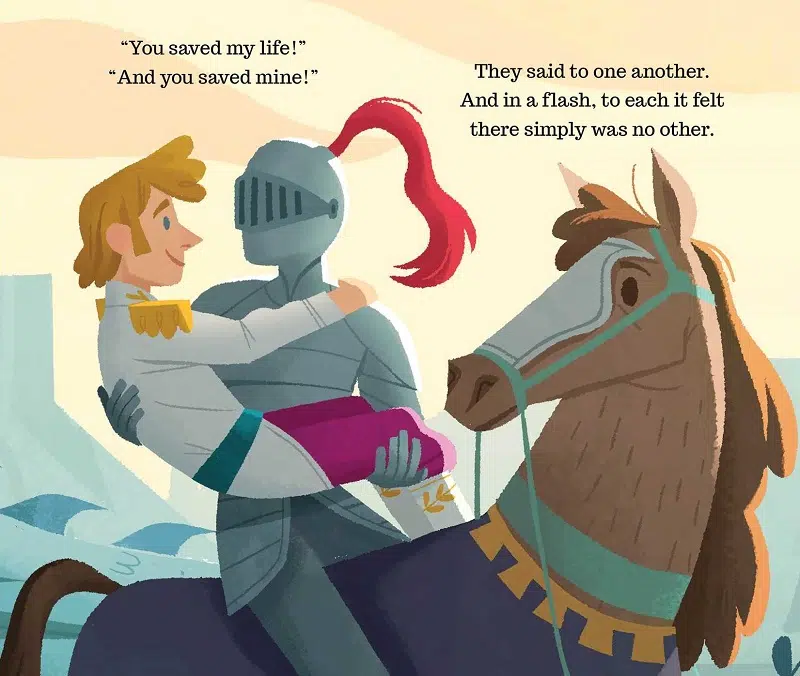 “You saved my life!”
“And you saved mine!”
They said to one another.
And in a flash, to each it felt
there simply was no other.